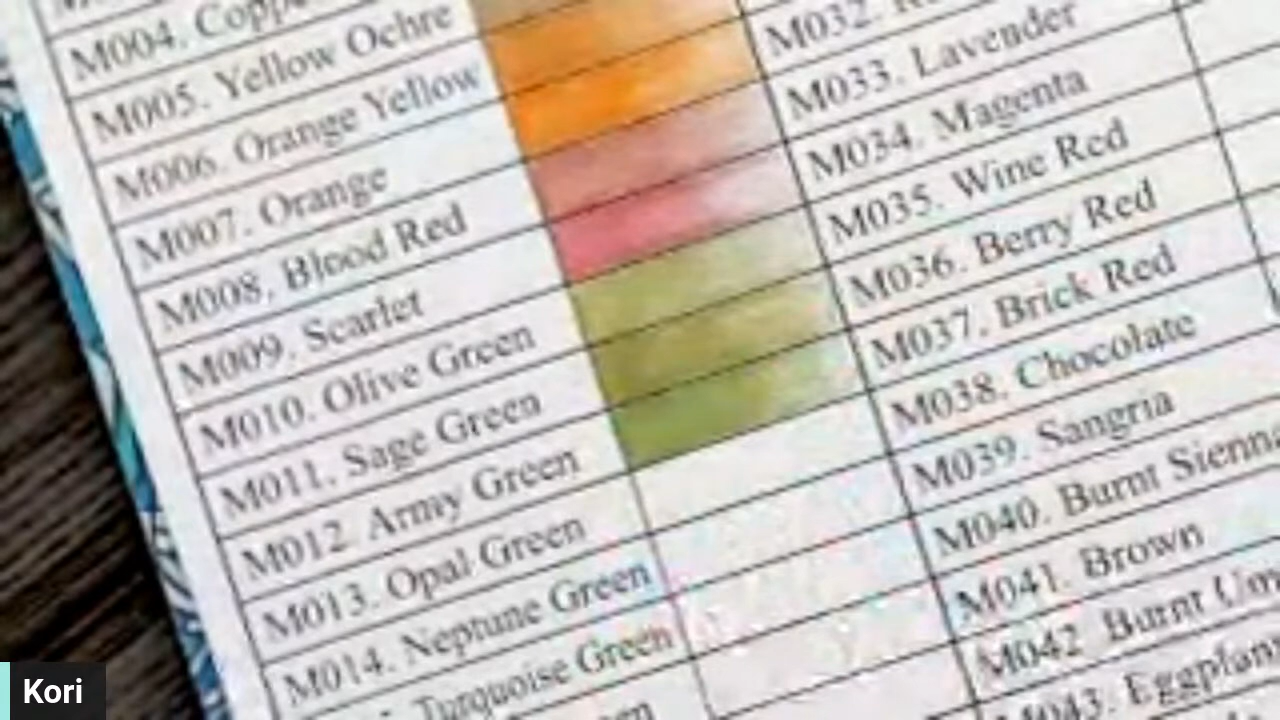 M004.
M005. Yellow Ochre
M006. Orange Yellow
M007. Orange
M008. Blood Red
M009. Scarlet
M010. Olive Green
M011. Sage Green
M012. Army Green
M013. Opal Green
M014. Neptune Green
Turquoise Green
M032.
M033. Lavender
M034. Magenta
M035. Wine Red
M036. Berry Red
M037. Brick Red
M038. Chocolate
M039. Sangria
M040. Burnt Sienna
M041. Brown
M042 Burnt
M043.
Kori